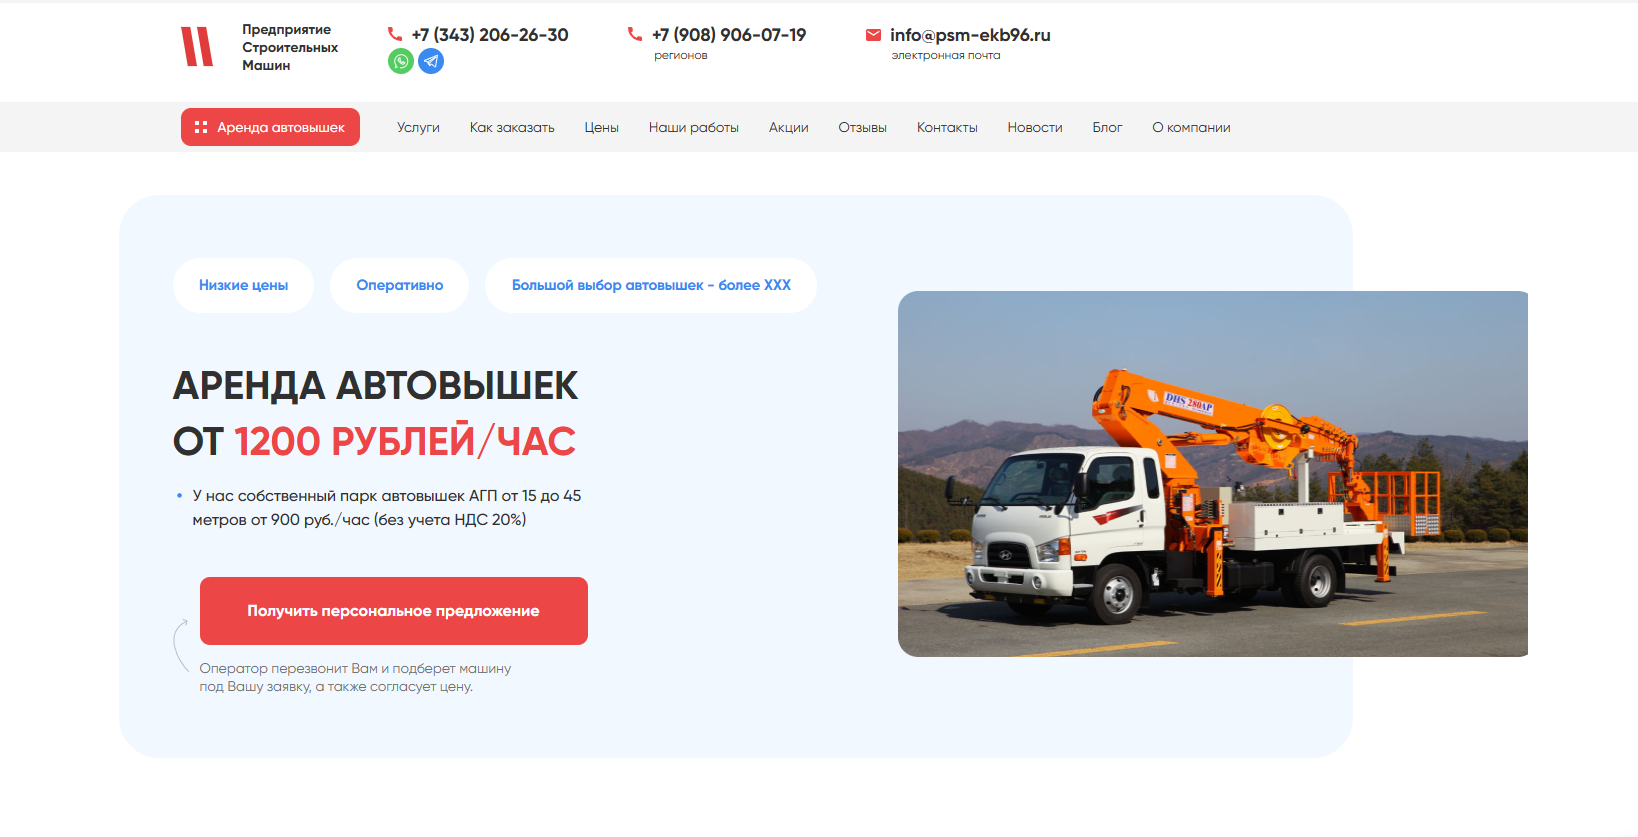 Предприятие
Строительных
Машин
+7 (343) 206-26-30
+7 (908) 906-07-19
регионов
info@psm-ekb96.ru
электронная почта
Аренда автовышек
Услуги
Как заказать
Цены
Наши работы
Акции
Отзывы
Контакты
Новости
Блог
О компании
Низкие цены
Оперативно
Большой выбор автовышек - более XXX
АРЕНДА АВТОВЫШЕК
ОТ 1200 РУБЛЕЙ/ЧАС
• У нас собственный парк автовышек АГП от 15 до 45
метров от 900 руб./час (без учета НДС 20%)
Получить персональное предложение
Оператор перезвонит Вам и подберет машину
под Вашу заявку, а также согласует цену.
DHS 280AP